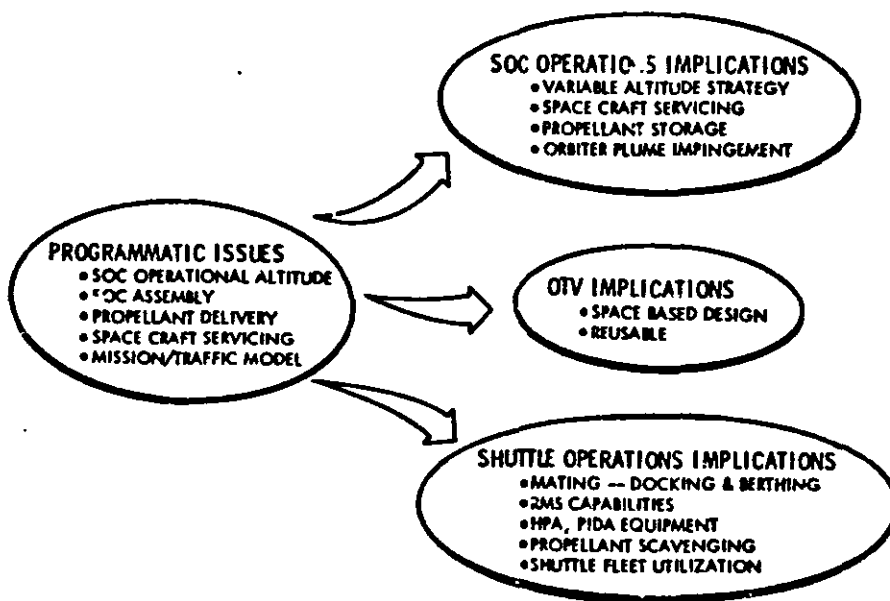 SOC OPERATIO.S IMPLICATIONS
• VARIABLE ALTITUDE STRATEGY
• SPACE CRAFT SERVICING
• PROPELLANT STORAGE
• ORBITER PLUME IMPINGEMENT
PROGRAMMATIC ISSUES
• SOC OPERATIONAL ALTITUDE
• SOC ASSEMBLY
• PROPELLANT DELIVERY
• SPACE CRAFT SERVICING
• MISSION/TRAFFIC MODEL
OTV IMPLICATIONS
• SPACE BASED DESIGN
• REUSABLE
SHUTTLE OPERATIONS IMPLICATIONS
• MATING -- DOCKING & BERTHING
• RMS CAPABILITIES
• HPA, PIDA EQUIPMENT
• PROPELLANT SCAVENGING
• SHUTTLE FLEET UTILIZATION